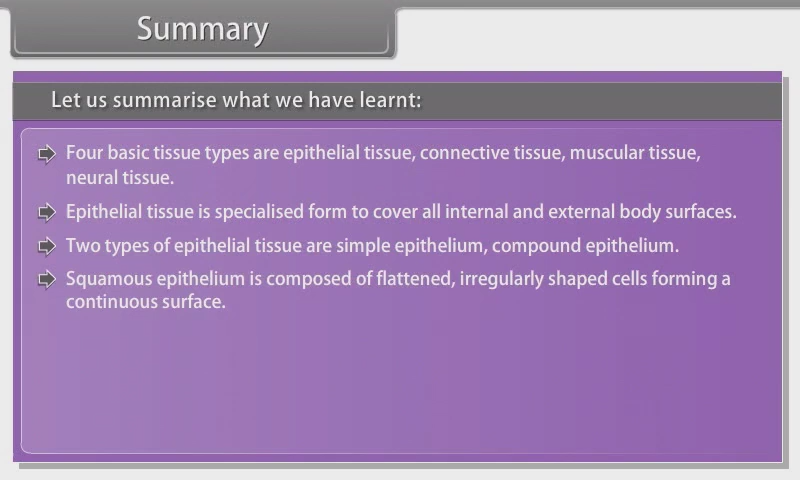 Summary
Let us summarise what we have learnt:
Four basic tissue types are epithelial tissue, connective tissue, muscular tissue,
neural tissue.
Epithelial tissue is specialised form to cover all internal and external body surfaces.
Two types of epithelial tissue are simple epithelium, compound epithelium.
Squamous epithelium is composed of flattened, irregularly shaped cells forming a
continuous surface.